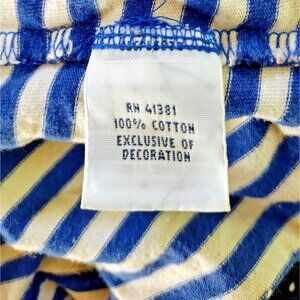 RN 41381
100% COTTON
EXCLUSIVE OF
DECORATION